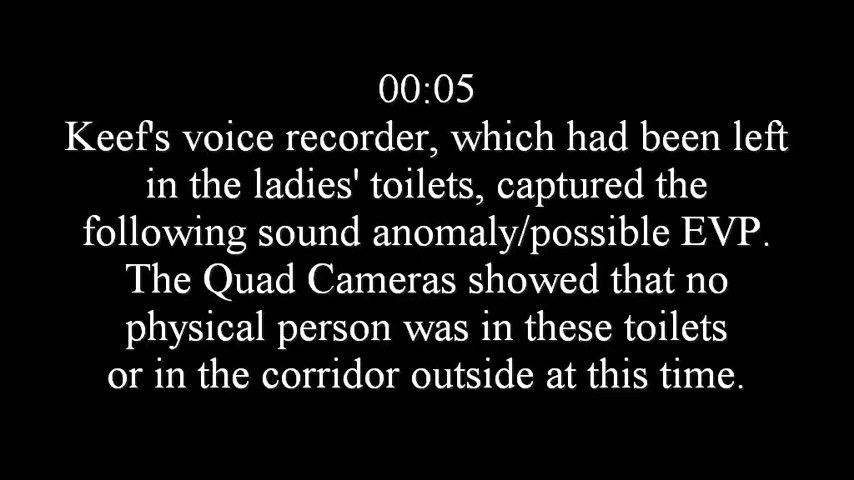 00:05
Keef's voice recorder, which had been left
in the ladies' toilets, captured the
following sound anomaly/possible EVP.
The Quad Cameras showed that no
physical person was in these toilets
or in the corridor outside at this time.